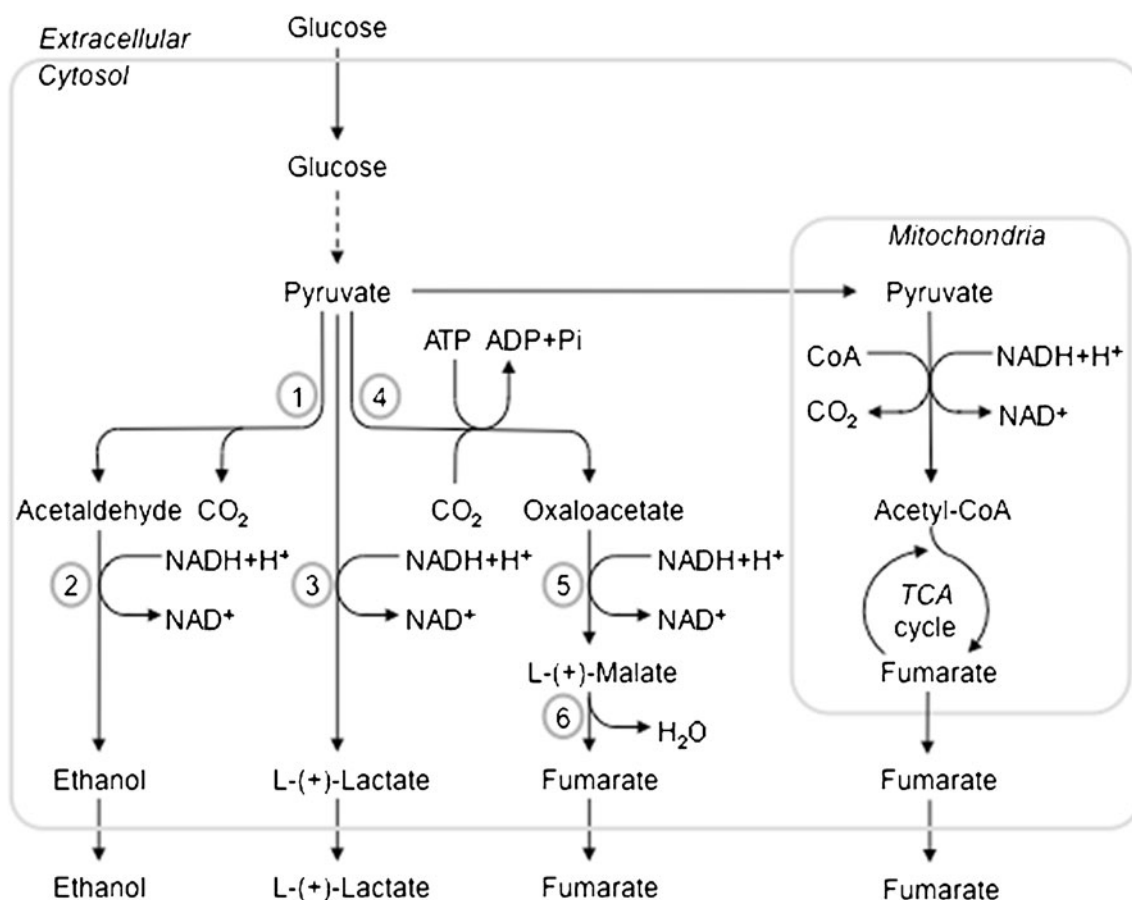 Extracellular
Glucose
Cytosol
Glucose
Mitochondria
Pyruvate
Pyruvate
ATP ADP+Pi
CoA NADH+H⁺
1 4
CO₂ NAD⁺
Acetaldehyde CO₂ CO₂ Oxaloacetate Acetyl-CoA
NADH+H⁺ NADH+H⁺ NADH+H⁺
2 3 5
NAD⁺ NAD⁺ NAD⁺
TCA
cycle
L-(+)-Malate Fumarate
6
H₂O
Ethanol L-(+)-Lactate Fumarate Fumarate
Ethanol L-(+)-Lactate Fumarate Fumarate